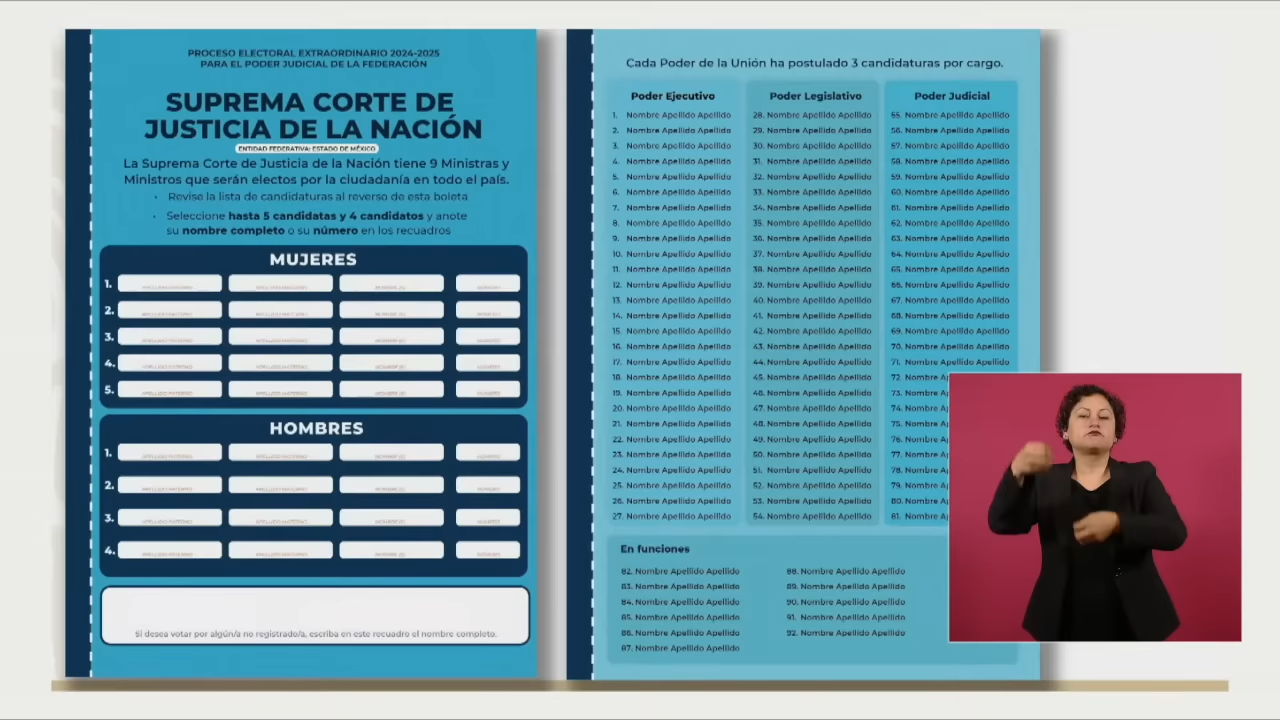 PROCESO ELECTORAL EXTRAORDINARIO 2024-2025
PARA EL PODER JUDICIAL DE LA FEDERACIÓN
SUPREMA CORTE DE
JUSTICIA DE LA NACIÓN
ENTIDAD FEDERATIVA: ESTADO DE MÉXICO
La Suprema Corte de Justicia de la Nación tiene 9 Ministras y
Ministros que serán electos por la ciudadanía en todo el país.
• Revise la lista de candidaturas al reverso de esta boleta
• Seleccione hasta 5 candidatas y 4 candidatos y anote
su nombre completo o su número en los recuadros
MUJERES
1.
2.
3.
4.
5.
HOMBRES
1.
2.
3.
4.
Si desea votar por algún/a no registrado/a, escriba en este recuadro el nombre completo.
Cada Poder de la Unión ha postulado 3 candidaturas por cargo.
Poder Ejecutivo
1. Nombre Apellido Apellido
2. Nombre Apellido Apellido
3. Nombre Apellido Apellido
4. Nombre Apellido Apellido
5. Nombre Apellido Apellido
6. Nombre Apellido Apellido
7. Nombre Apellido Apellido
8. Nombre Apellido Apellido
9. Nombre Apellido Apellido
10. Nombre Apellido Apellido
11. Nombre Apellido Apellido
12. Nombre Apellido Apellido
13. Nombre Apellido Apellido
14. Nombre Apellido Apellido
15. Nombre Apellido Apellido
16. Nombre Apellido Apellido
17. Nombre Apellido Apellido
18. Nombre Apellido Apellido
19. Nombre Apellido Apellido
20. Nombre Apellido Apellido
21. Nombre Apellido Apellido
22. Nombre Apellido Apellido
23. Nombre Apellido Apellido
24. Nombre Apellido Apellido
25. Nombre Apellido Apellido
26. Nombre Apellido Apellido
27. Nombre Apellido Apellido
Poder Legislativo
28. Nombre Apellido Apellido
29. Nombre Apellido Apellido
30. Nombre Apellido Apellido
31. Nombre Apellido Apellido
32. Nombre Apellido Apellido
33. Nombre Apellido Apellido
34. Nombre Apellido Apellido
35. Nombre Apellido Apellido
36. Nombre Apellido Apellido
37. Nombre Apellido Apellido
38. Nombre Apellido Apellido
39. Nombre Apellido Apellido
40. Nombre Apellido Apellido
41. Nombre Apellido Apellido
42. Nombre Apellido Apellido
43. Nombre Apellido Apellido
44. Nombre Apellido Apellido
45. Nombre Apellido Apellido
46. Nombre Apellido Apellido
47. Nombre Apellido Apellido
48. Nombre Apellido Apellido
49. Nombre Apellido Apellido
50. Nombre Apellido Apellido
51. Nombre Apellido Apellido
52. Nombre Apellido Apellido
53. Nombre Apellido Apellido
54. Nombre Apellido Apellido
Poder Judicial
55. Nombre Apellido Apellido
56. Nombre Apellido Apellido
57. Nombre Apellido Apellido
58. Nombre Apellido Apellido
59. Nombre Apellido Apellido
60. Nombre Apellido Apellido
61. Nombre Apellido Apellido
62. Nombre Apellido Apellido
63. Nombre Apellido Apellido
64. Nombre Apellido Apellido
65. Nombre Apellido Apellido
66. Nombre Apellido Apellido
67. Nombre Apellido Apellido
68. Nombre Apellido Apellido
69. Nombre Apellido Apellido
70. Nombre Apellido Apellido
71. Nombre Apellido Apellido
72. Nombre
73. Nombre
74. Nombre
75. Nombre
76. Nombre
77. Nombre
78. Nombre
79. Nombre
80. Nombre
81. Nombre
En funciones
82. Nombre Apellido Apellido
83. Nombre Apellido Apellido
84. Nombre Apellido Apellido
85. Nombre Apellido Apellido
86. Nombre Apellido Apellido
87. Nombre Apellido Apellido
88. Nombre Apellido Apellido
89. Nombre Apellido Apellido
90. Nombre Apellido Apellido
91. Nombre Apellido Apellido
92. Nombre Apellido Apellido